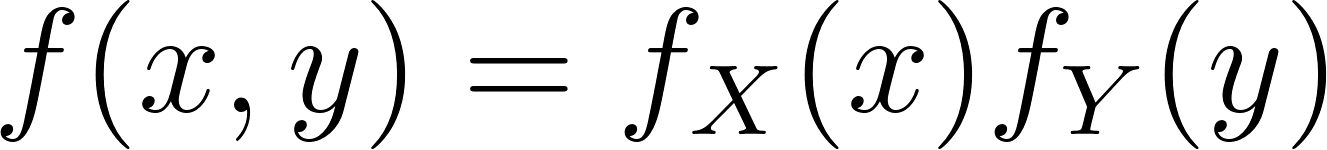 f(x, y) = f_X(x) f_Y(y)